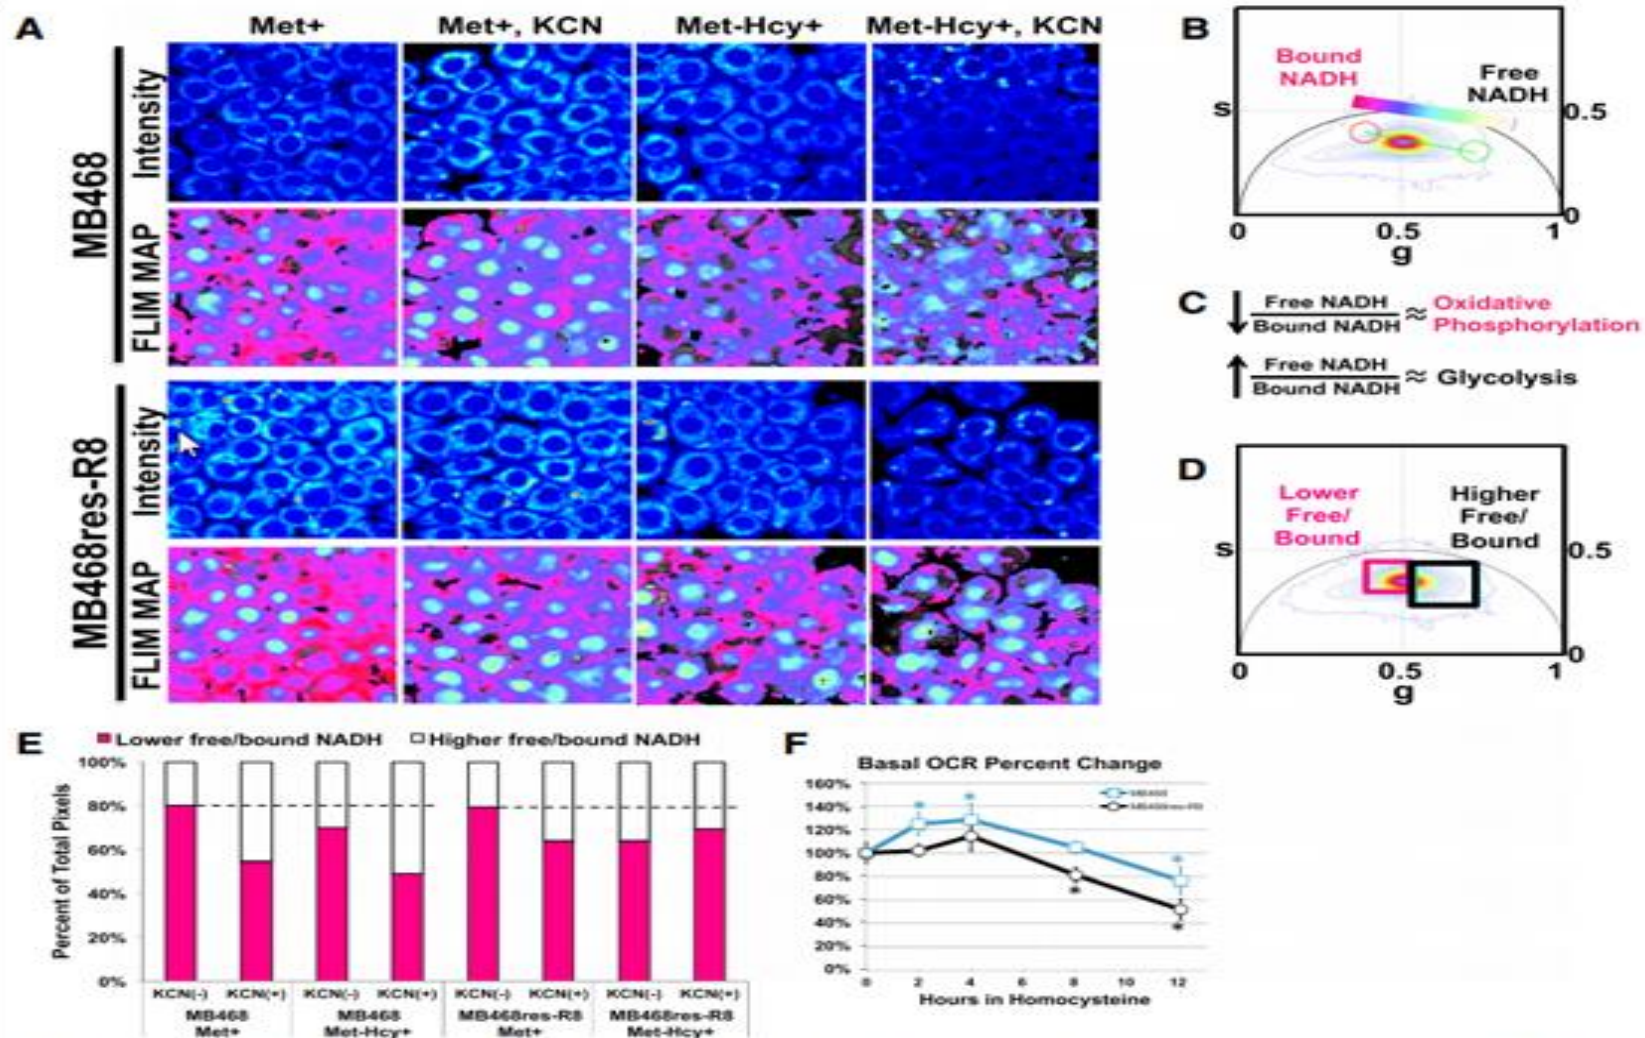 A
Met+
Met+, KCN
Met-Hcy+
Met-Hcy+, KCN
MB468
Intensity
FLIM MAP
MB468res-R8
Intensity
FLIM MAP
B
Bound
NADH
Free
NADH
s
0.5
0
0
0.5
1
g
C
Free NADH
Bound NADH
≈ Oxidative
Phosphorylation
Free NADH
Bound NADH
≈ Glycolysis
D
Lower
Free/
Bound
Higher
Free/
Bound
s
0.5
0
0
0.5
1
g
E
Lower free/bound NADH
Higher free/bound NADH
Percent of Total Pixels
100%
80%
60%
40%
20%
0%
KCN(-) KCN(+) KCN(-) KCN(+) KCN(-) KCN(+) KCN(-) KCN(+)
MB468 MB468 MB468res-R8 MB468res-R8
Met+ Met-Hcy+ Met+ Met-Hcy+
F
Basal OCR Percent Change
MB468
MB468res-R8
160%
140%
120%
100%
80%
60%
40%
20%
0%
* * * * *
0 2 4 6 8 10 12
Hours in Homocysteine